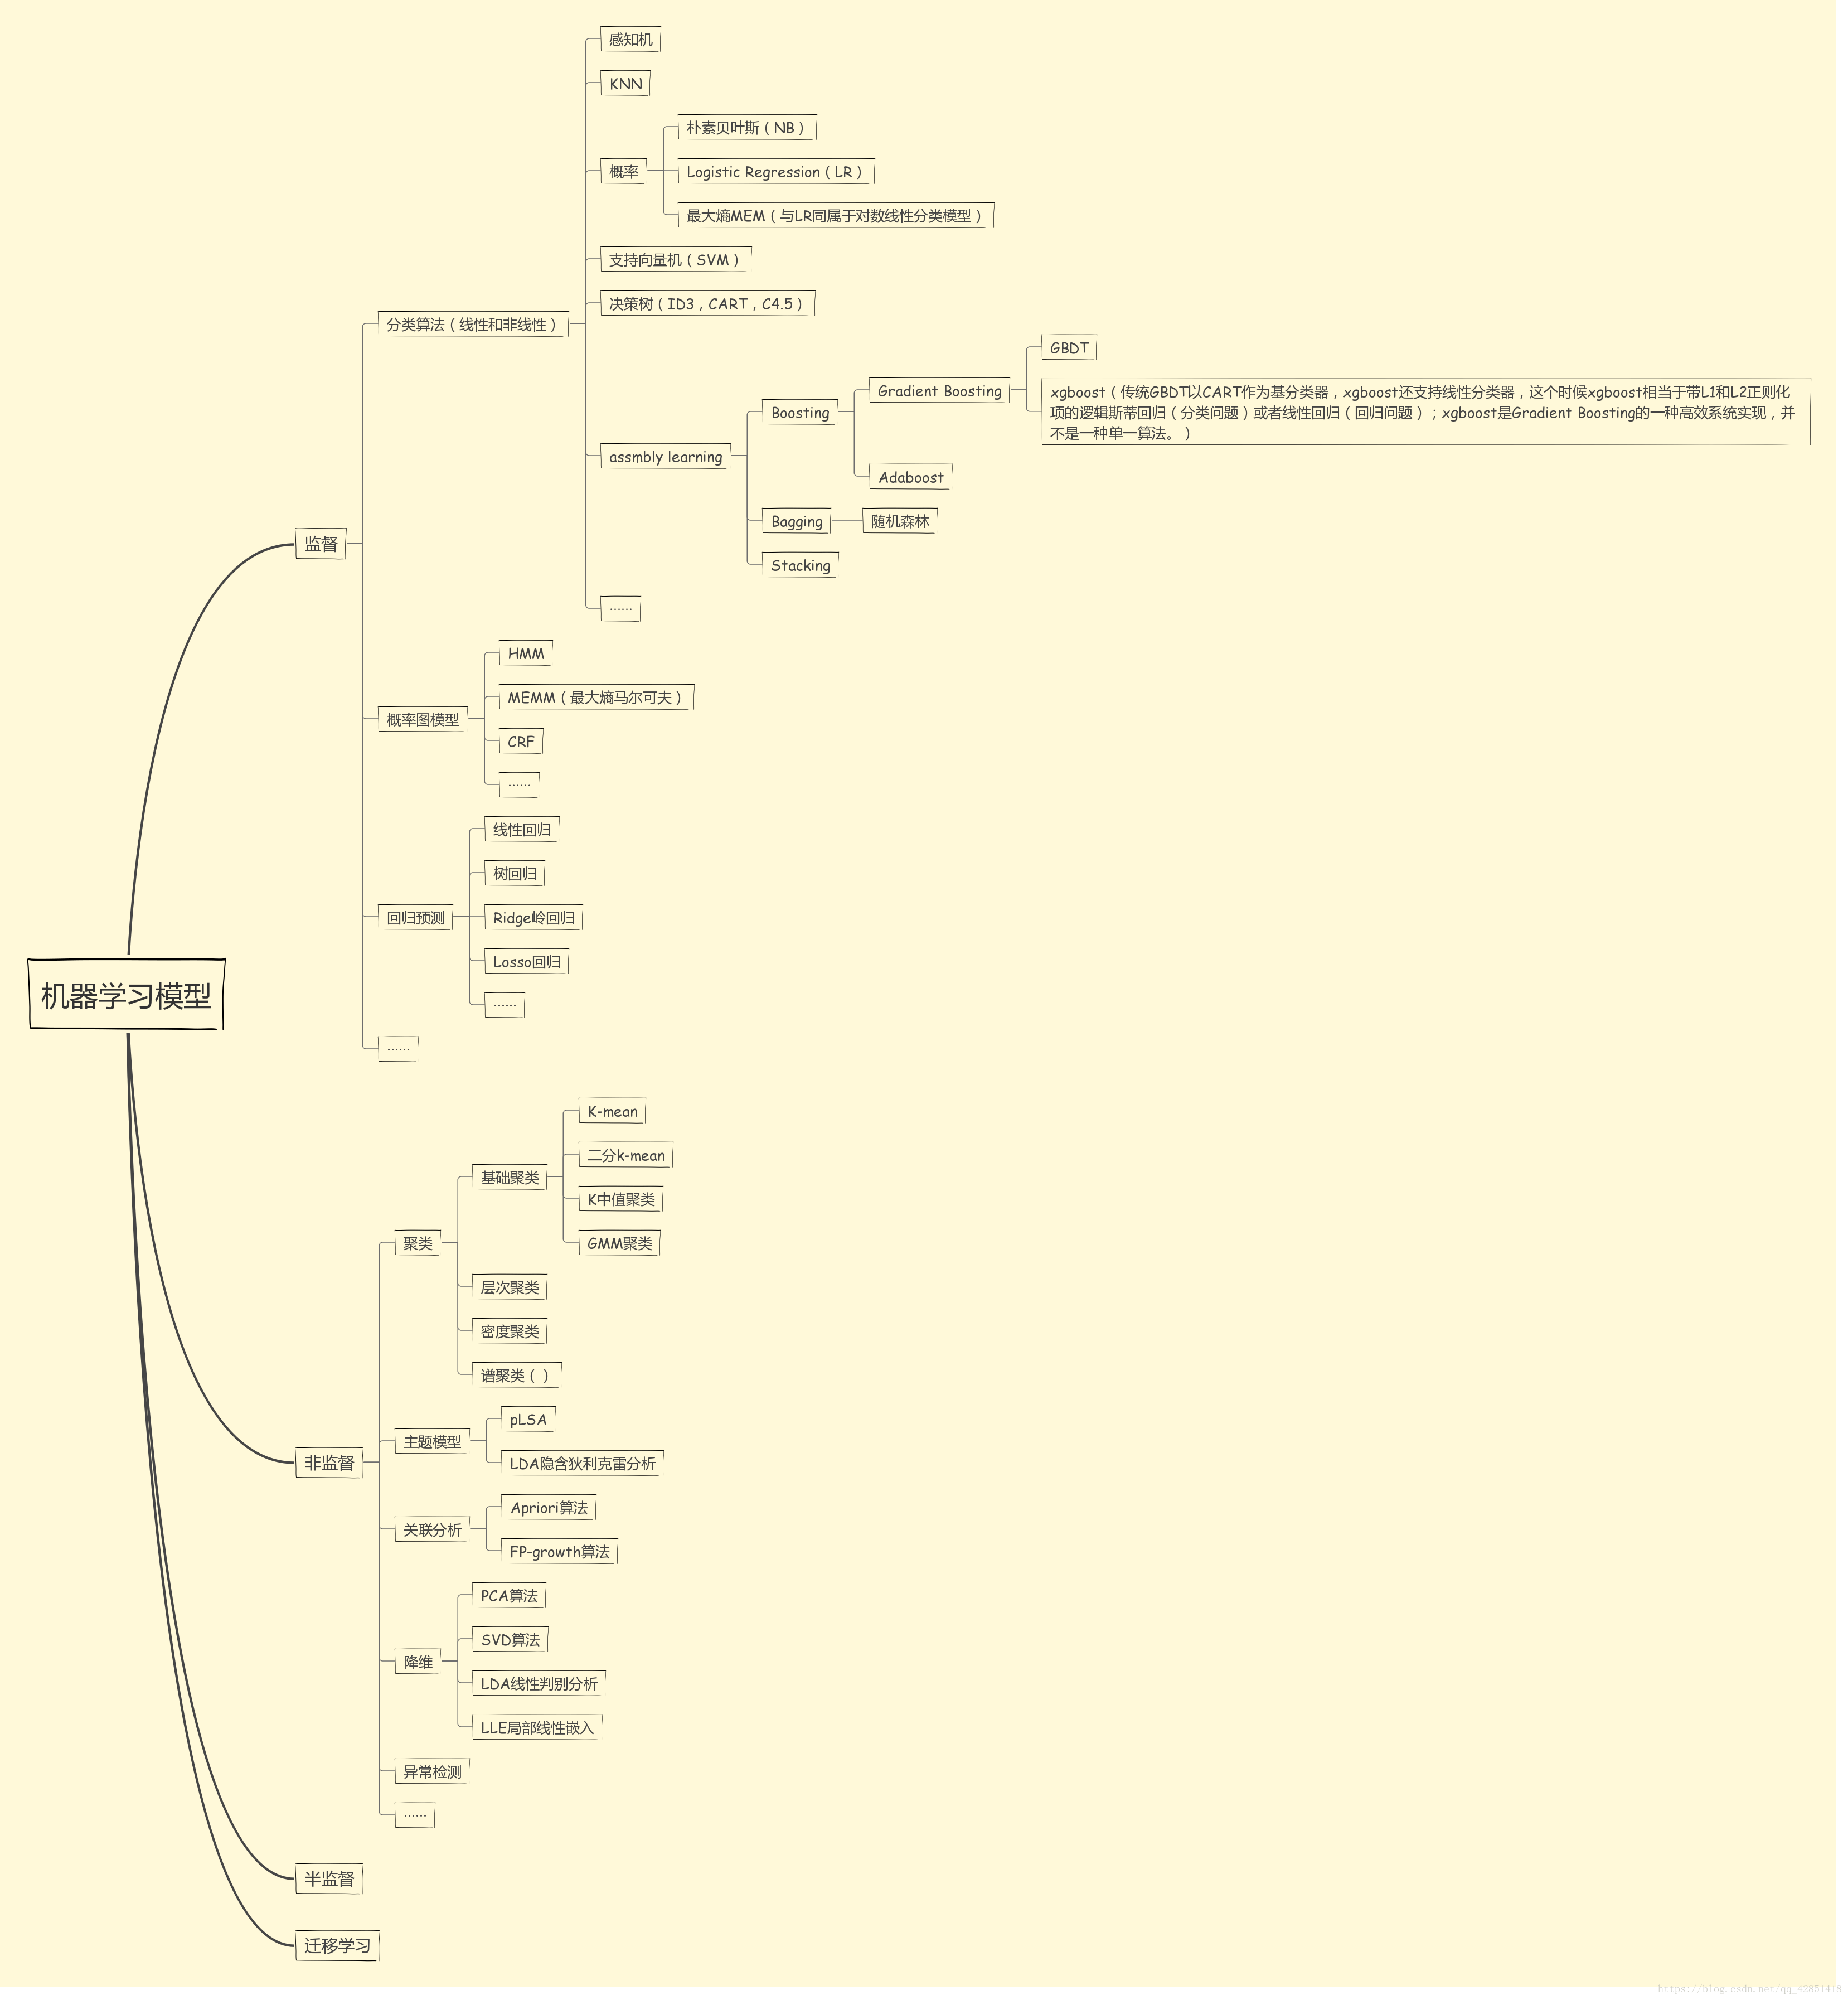 机器学习模型
监督
分类算法（线性和非线性）
感知机
KNN
概率
朴素贝叶斯（NB）
Logistic Regression（LR）
最大熵MEM（与LR同属于对数线性分类模型）
支持向量机（SVM）
决策树（ID3，CART，C4.5）
assmbly learning
Boosting
Gradient Boosting
GBDT
xgboost（传统GBDT以CART作为基分类器，xgboost还支持线性分类器，这个时候xgboost相当于带L1和L2正则化
项的逻辑斯蒂回归（分类问题）或者线性回归（回归问题）；xgboost是Gradient Boosting的一种高效系统实现，并
不是一种单一算法。）
Adaboost
Bagging
随机森林
Stacking
……
概率图模型
HMM
MEMM（最大熵马尔可夫）
CRF
……
回归预测
线性回归
树回归
Ridge岭回归
Losso回归
……
……
非监督
聚类
基础聚类
K-mean
二分k-mean
K中值聚类
GMM聚类
层次聚类
密度聚类
谱聚类（）
主题模型
pLSA
LDA隐含狄利克雷分析
关联分析
Apriori算法
FP-growth算法
降维
PCA算法
SVD算法
LDA线性判别分析
LLE局部线性嵌入
异常检测
……
半监督
迁移学习
https://blog.csdn.net/qq_42851418